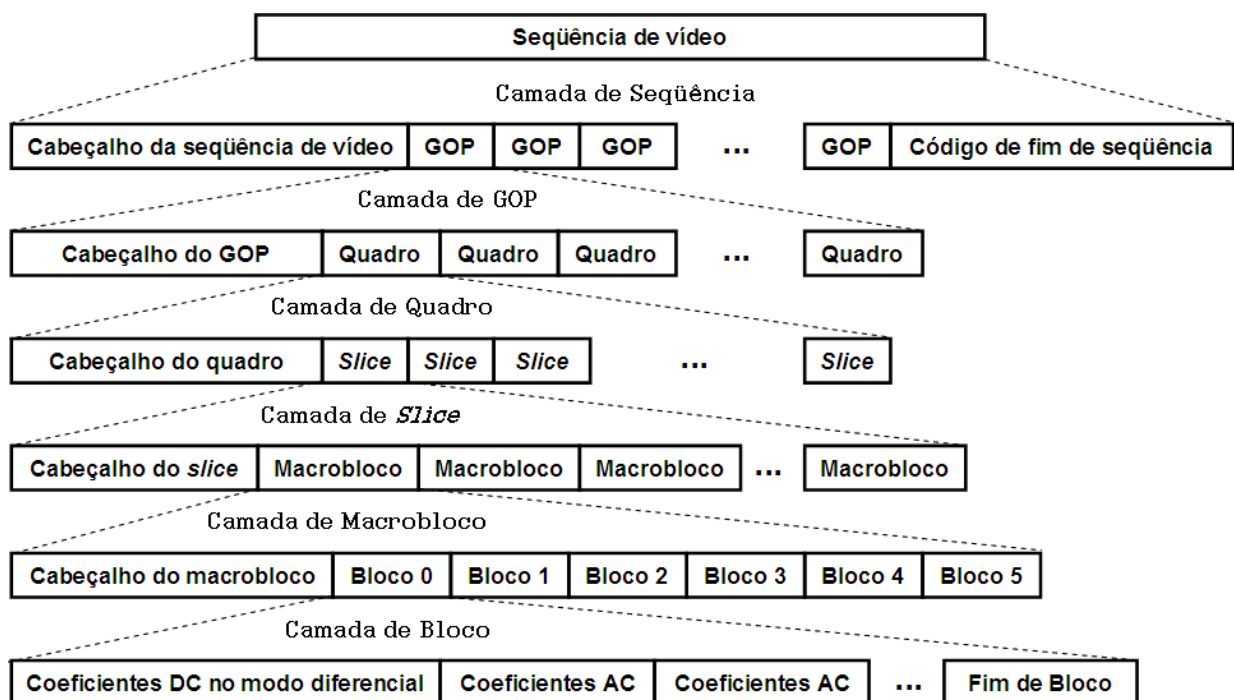 Seqüência de vídeo
Camada de Seqüência
Cabeçalho da seqüência de vídeo GOP GOP GOP ... GOP Código de fim de seqüência
Camada de GOP
Cabeçalho do GOP Quadro Quadro Quadro ... Quadro
Camada de Quadro
Cabeçalho do quadro Slice Slice Slice ... Slice
Camada de Slice
Cabeçalho do slice Macrobloco Macrobloco Macrobloco ... Macrobloco
Camada de Macrobloco
Cabeçalho do macrobloco Bloco 0 Bloco 1 Bloco 2 Bloco 3 Bloco 4 Bloco 5
Camada de Bloco
Coeficientes DC no modo diferencial Coeficientes AC Coeficientes AC ... Fim de Bloco